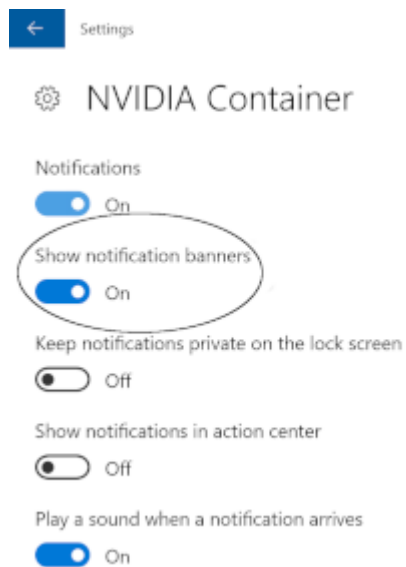 Settings
NVIDIA Container
Notifications
On
Show notification banners
On
Keep notifications private on the lock screen
Off
Show notifications in action center
Off
Play a sound when a notification arrives
On